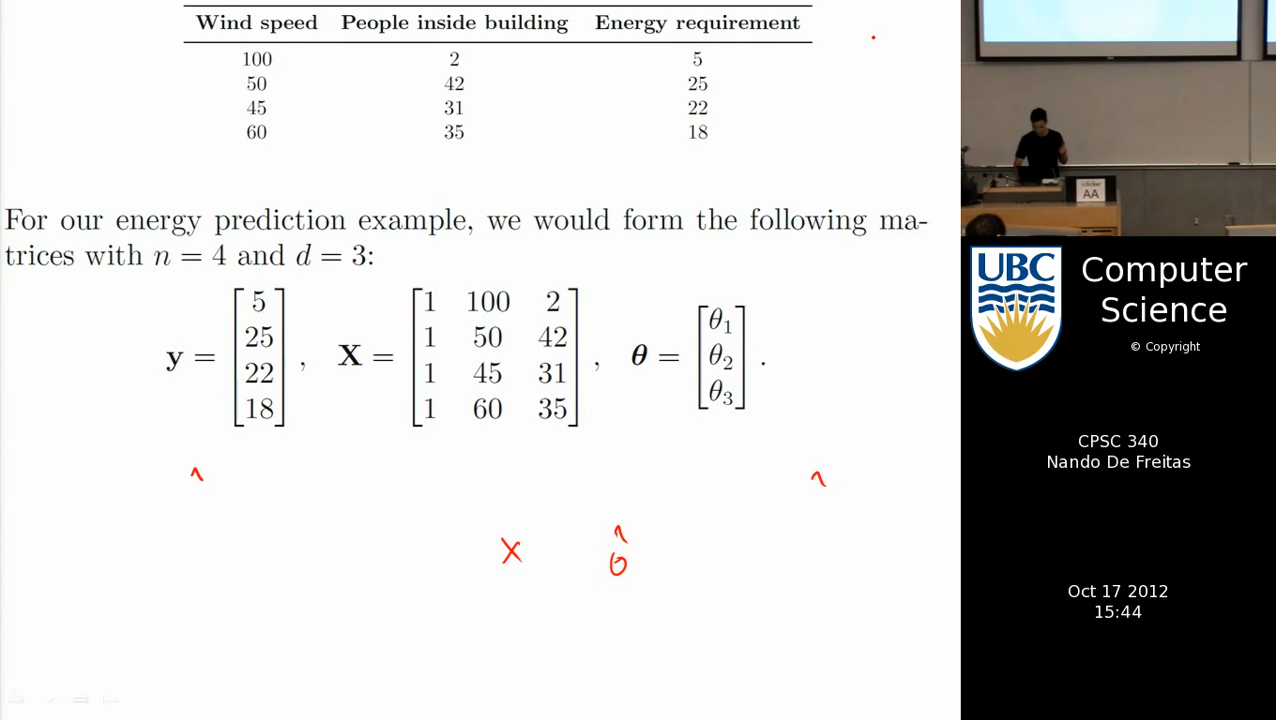 Wind speed People inside building Energy requirement
100 2 5
50 42 25
45 31 22
60 35 18
For our energy prediction example, we would form the following ma-
trices with n = 4 and d = 3:
y = [5 25 22 18], X = [1 100 2
1 50 42
1 45 31
1 60 35], θ = [θ₁ θ₂ θ₃].
^ ^
X θ̂
AA
UBC
Computer
Science
© Copyright
CPSC 340
Nando De Freitas
Oct 17 2012
15:44